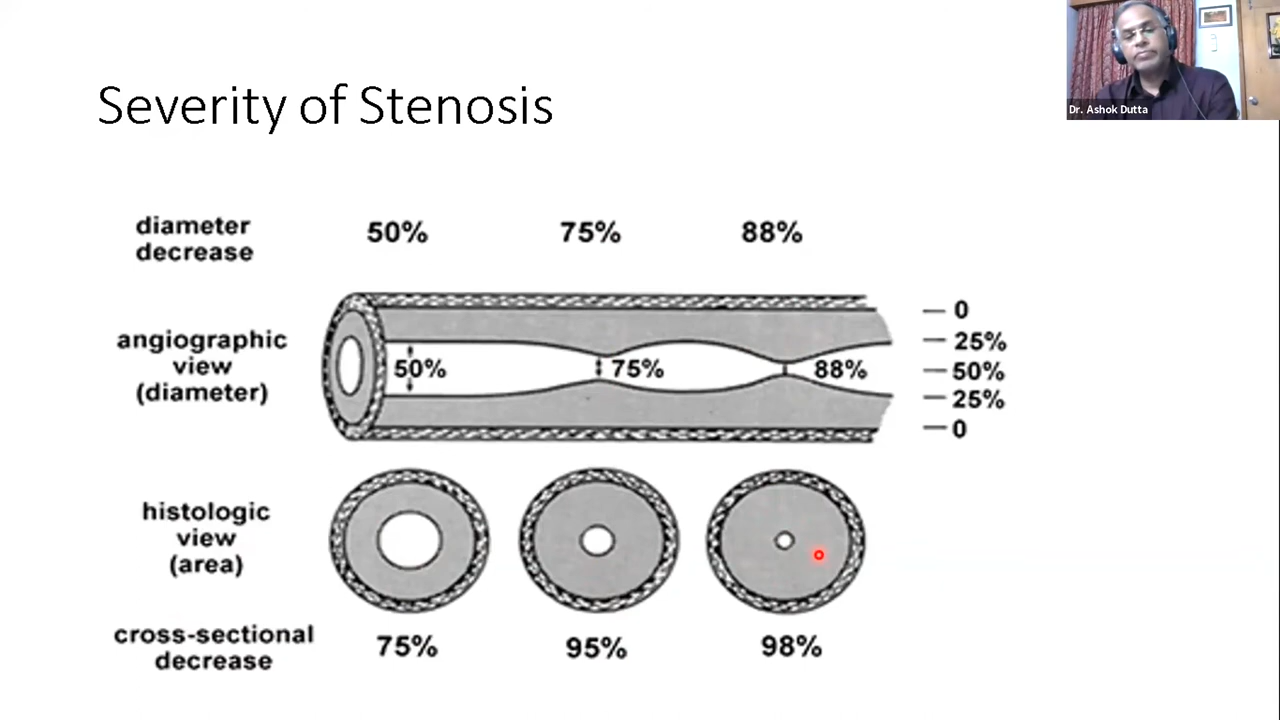 Dr. Ashok Dutta
Severity of Stenosis
diameter
decrease
50% 75% 88%
angiographic
view
(diameter)
50% 75% 88%
0
25%
50%
25%
0
histologic
view
(area)
cross-sectional
decrease
75% 95% 98%